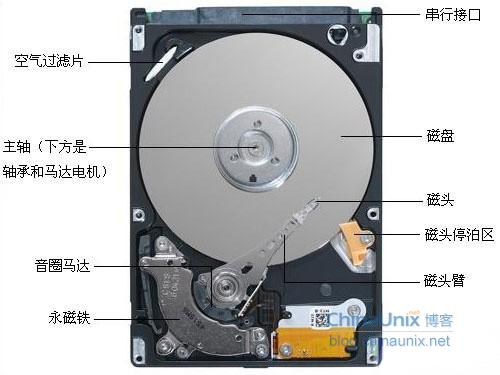 串行接口
空气过滤片
主轴（下方是
轴承和马达电机）
磁盘
磁头
磁头停泊区
音圈马达
磁头臂
永磁铁
ChinaUnix 博客
blog.chinaunix.net